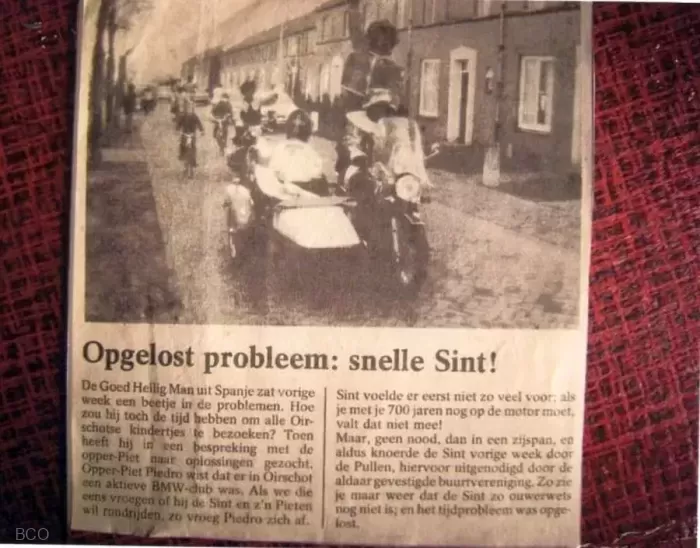 Opgelost probleem: snelle Sint!
De Goed Heilig Man uit Spanje zat vorige
week een beetje in de problemen. Hoe
zou hij toch de tijd hebben om alle Oir-
schotse kindertjes te bezoeken? Toen
heeft hij in een bespreking met de
opper-Piet naar oplossingen gezocht.
Opper-Piet Piedro wist dat er in Oirschot
een aktieve BMW-club was. Als we die
eens vroegen of hij de Sint en z'n Pieten
wil rondrijden, zo vroeg Piedro zich af.
Sint voelde er eerst niet zo veel voor; als
je met je 700 jaren nog op de motor moet,
valt dat niet mee!
Maar, geen nood, dan in een zijspan, en
aldus knoerde de Sint vorige week door
de Pullen, hiervoor uitgenodigd door de
aldaar gevestigde buurtvereniging. Zo zie
je maar weer dat de Sint zo ouwerwets
nog niet is; en het tijdprobleem was opge-
lost.
BCO